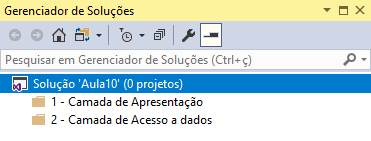 Gerenciador de Soluções
Pesquisar em Gerenciador de Soluções (Ctrl+ç)
Solução 'Aula10' (0 projetos)
1 - Camada de Apresentação
2 - Camada de Acesso a dados